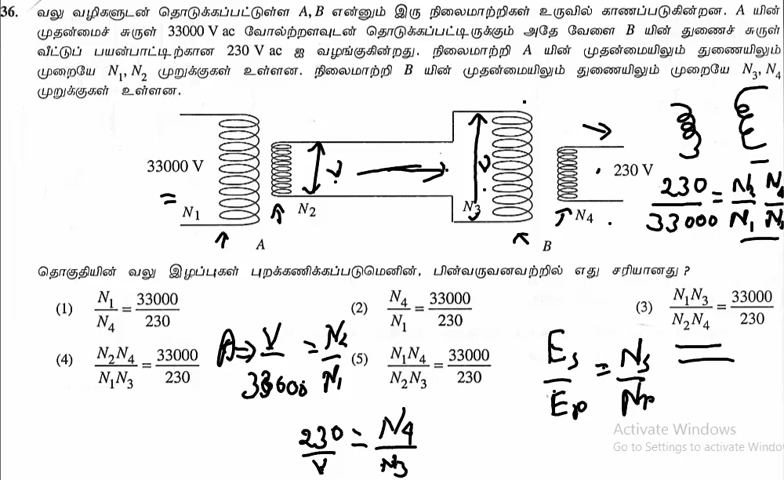 36. வலு வழிகளுடன் தொடுக்கப்பட்டுள்ள A, B என்னும் இரு நிலைமாற்றிகள் உருவில் காணப்படுகின்றன. A யின்
முதன்மைச் சுருள் 33000 V ac வோல்ற்றளவுடன் தொடுக்கப்பட்டிருக்கும் அதே வேளை B யின் துணைச் சுருள்
வீட்டுப் பயன்பாட்டிற்கான 230 V ac ஐ வழங்குகின்றது. நிலைமாற்றி A யின் முதன்மையிலும் துணையிலும்
முறையே N₁, N₂ முறுக்குகள் உள்ளன. நிலைமாற்றி B யின் முதன்மையிலும் துணையிலும் முறையே N₃, N₄
முறுக்குகள் உள்ளன.
33000 V
N₁
A
N₂
V
N₃
V
B
N₄
230 V
230/33000 = N₂/N₁ N₄/N₃
தொகுதியின் வலு இழப்புகள் புறக்கணிக்கப்படுமெனின், பின்வருவனவற்றில் எது சரியானது ?
(1) N₁/N₄ = 33000/230 (2) N₄/N₁ = 33000/230 (3) N₁N₃/N₂N₄ = 33000/230
(4) N₂N₄/N₁N₃ = 33000/230 (5) N₁N₄/N₂N₃ = 33000/230
A ⇒ V/33000 = N₂/N₁
230/V = N₄/N₃
Es/Ep = Ns/Np
Activate Windows
Go to Settings to activate Windo